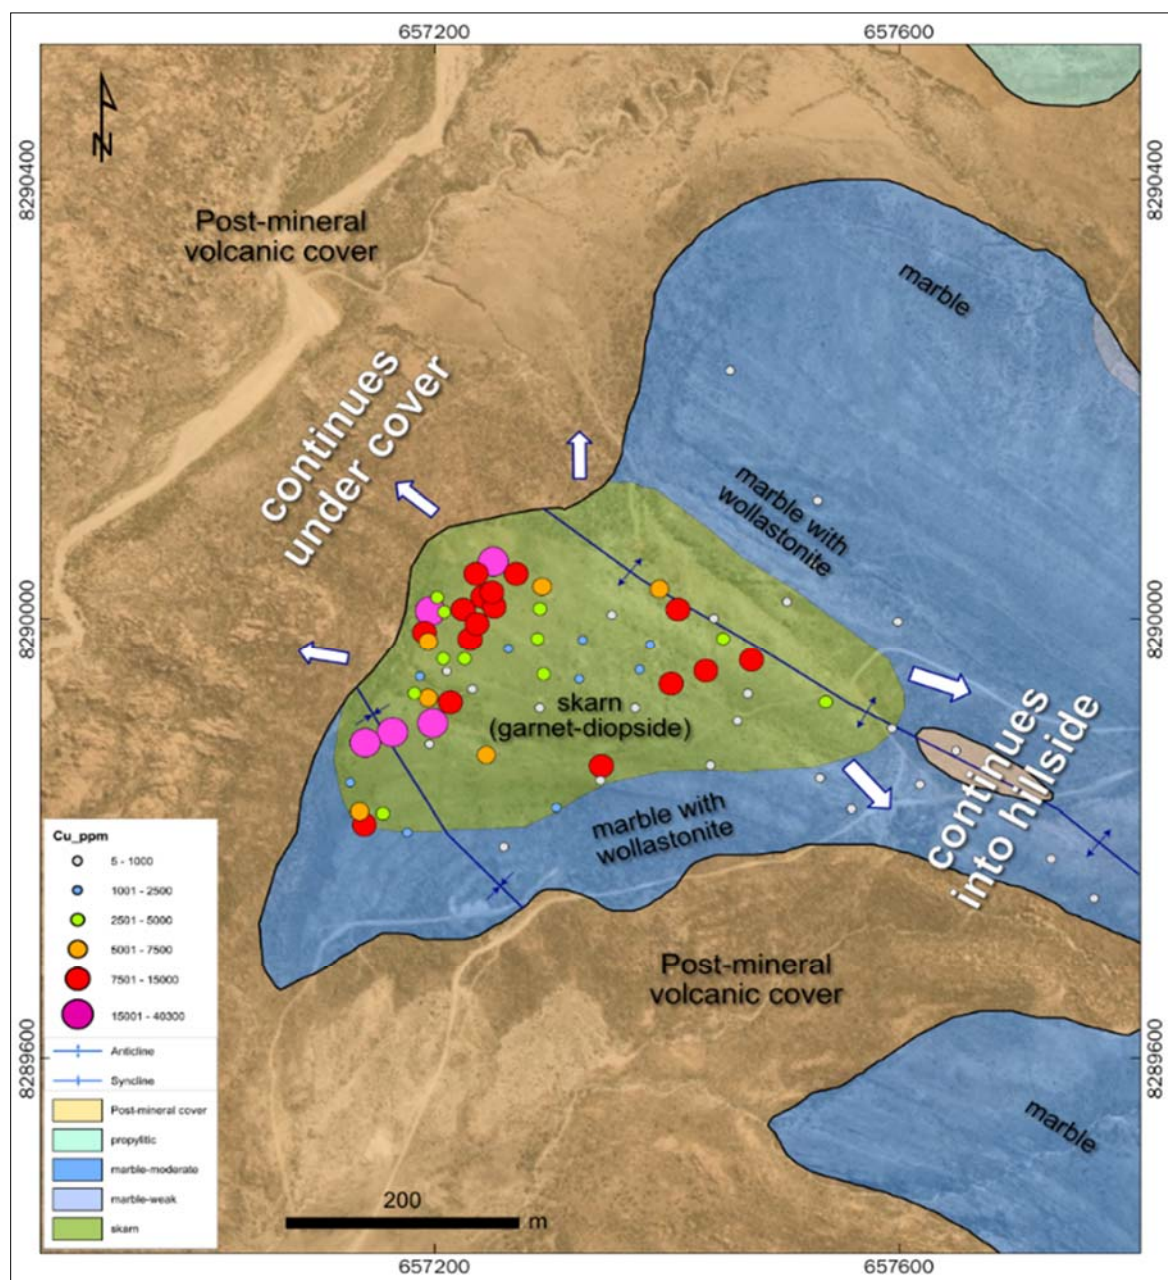 657200
657600
N
8290400
8290400
Post-mineral
volcanic cover
marble
continues
under cover
marble with
wollastonite
8290000
8290000
skarn
(garnet-diopside)
continues
into hillside
marble with
wollastonite
Post-mineral
volcanic cover
8289600
8289600
marble
Cu_ppm
5 - 1000
1001 - 2500
2501 - 5000
5001 - 7500
7501 - 15000
15001 - 40300
Anticline
Syncline
Post-mineral cover
propylitic
marble-moderate
marble-weak
skarn
200
m
657200
657600